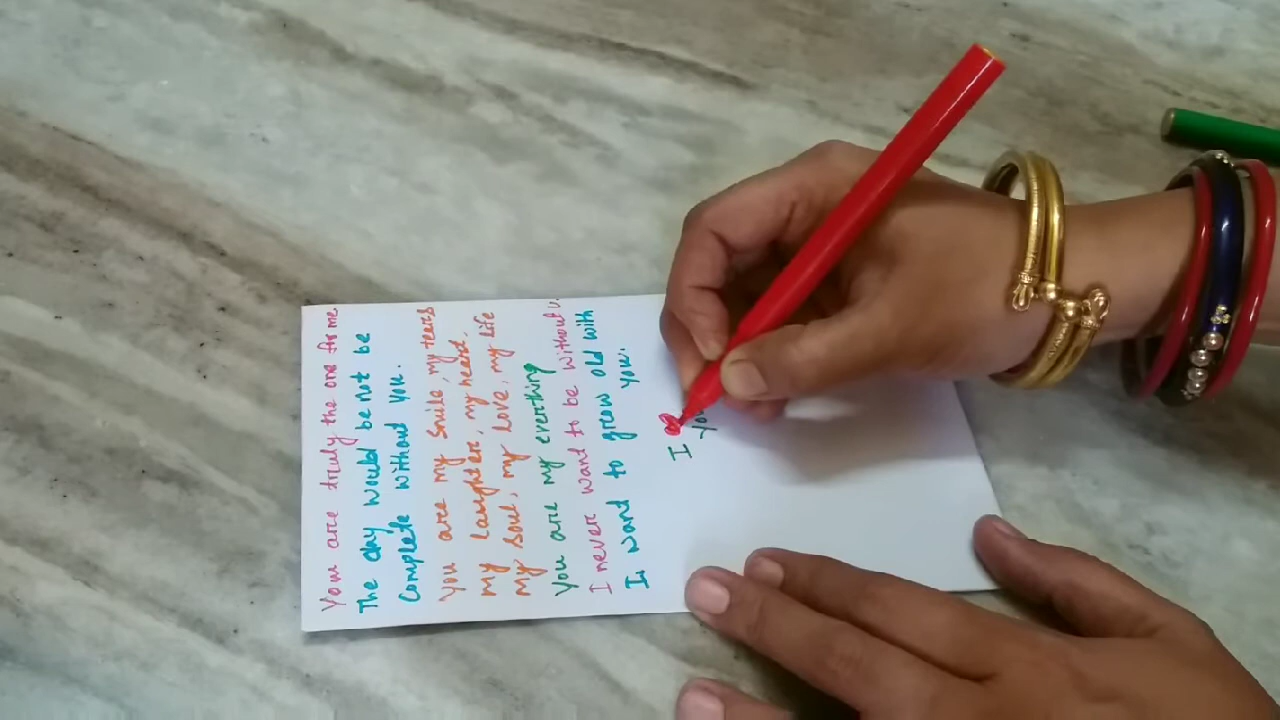 You are truly the one for me
The day would be not be
Complete without you.
You are my smile, my tears
my laughter, my heart.
my soul, my love, my life
You are my everthing
I never want to be without u.
I want to grow old with
you.
I
you